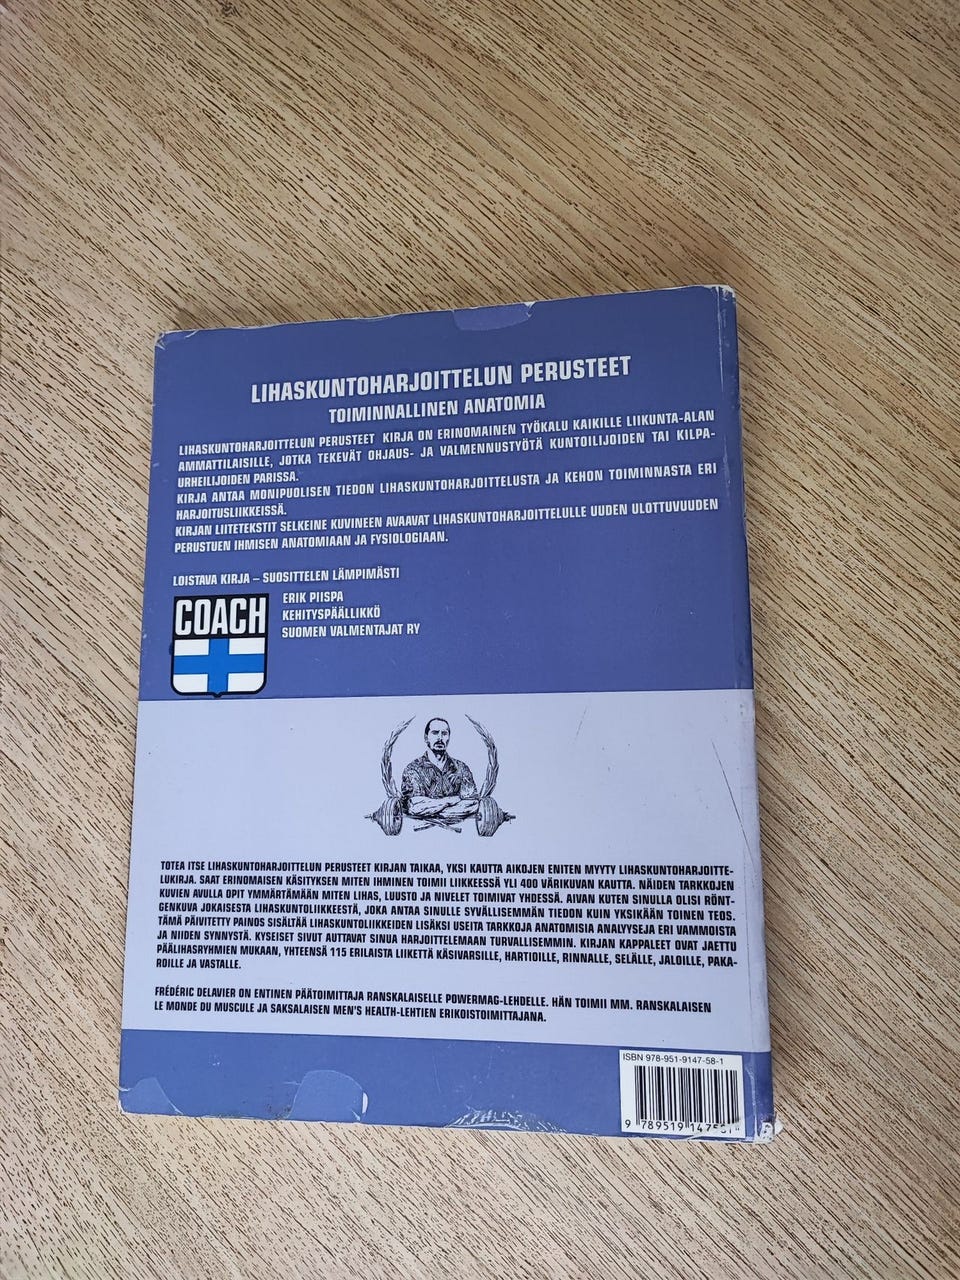 LIHASKUNTOHARJOITTELUN PERUSTEET
TOIMINNALLINEN ANATOMIA
LIHASKUNTOHARJOITTELUN PERUSTEET KIRJA ON ERINOMAINEN TYÖKALU KAIKILLE LIIKUNTA-ALAN
AMMATTILAISILLE, JOTKA TEKEVÄT OHJAUS- JA VALMENNUSTYÖTÄ KUNTOILIJOIDEN TAI KILPA-
URHEILIJOIDEN PARISSA.
KIRJA ANTAA MONIPUOLISEN TIEDON LIHASKUNTOHARJOITTELUSTA JA KEHON TOIMINNASTA ERI
HARJOITUSLIIKKEISSÄ.
KIRJAN LIITETEKSTIT SELKEINE KUVINEEN AVAAVAT LIHASKUNTOHARJOITTELULLE UUDEN ULOTTUVUUDEN
PERUSTUEN IHMISEN ANATOMIAAN JA FYSIOLOGIAAN.
LOISTAVA KIRJA – SUOSITTELEN LÄMPIMÄSTI
COACH
ERIK PIISPA
KEHITYSPÄÄLLIKKÖ
SUOMEN VALMENTAJAT RY
TOTEA ITSE LIHASKUNTOHARJOITTELUN PERUSTEET KIRJAN TAIKAA, YKSI KAUTTA AIKOJEN ENITEN MYYTY LIHASKUNTOHARJOITTE-
LUKIRJA. SAAT ERINOMAISEN KÄSITYKSEN MITEN IHMINEN TOIMII LIIKKEESSÄ YLI 400 VÄRIKUVAN KAUTTA. NÄIDEN TARKKOJEN
KUVIEN AVULLA OPIT YMMÄRTÄMÄÄN MITEN LIHAS, LUUSTO JA NIVELET TOIMIVAT YHDESSÄ. AIVAN KUTEN SINULLA OLISI RÖNT-
GENKUVA JOKAISESTA LIHASKUNTOLIIKKEESTÄ, JOKA ANTAA SINULLE SYVÄLLISEMMÄN TIEDON KUIN YKSIKÄÄN TOINEN TEOS.
TÄMÄ PÄIVITETTY PAINOS SISÄLTÄÄ LIHASKUNTOLIIKKEIDEN LISÄKSI USEITA TARKKOJA ANATOMISIA ANALYYSEJA ERI VAMMOISTA
JA NIIDEN SYNNYSTÄ. KYSEISET SIVUT AUTTAVAT SINUA HARJOITTELEMAAN TURVALLISEMMIN. KIRJAN KAPPALEET OVAT JAETTU
PÄÄLIHASRYHMIEN MUKAAN, YHTEENSÄ 115 ERILAISTA LIIKETTÄ KÄSIVARSILLE, HARTIOILLE, RINNALLE, SELÄLLE, JALOILLE, PAKA-
ROILLE JA VASTALLE.
FRÉDÉRIC DELAVIER ON ENTINEN PÄÄTOIMITTAJA RANSKALAISELLE POWERMAG-LEHDELLE. HÄN TOIMII MM. RANSKALAISEN
LE MONDE DU MUSCULE JA SAKSALAISEN MEN'S HEALTH-LEHTIEN ERIKOISTOIMITTAJANA.
ISBN 978-951-9147-58-1